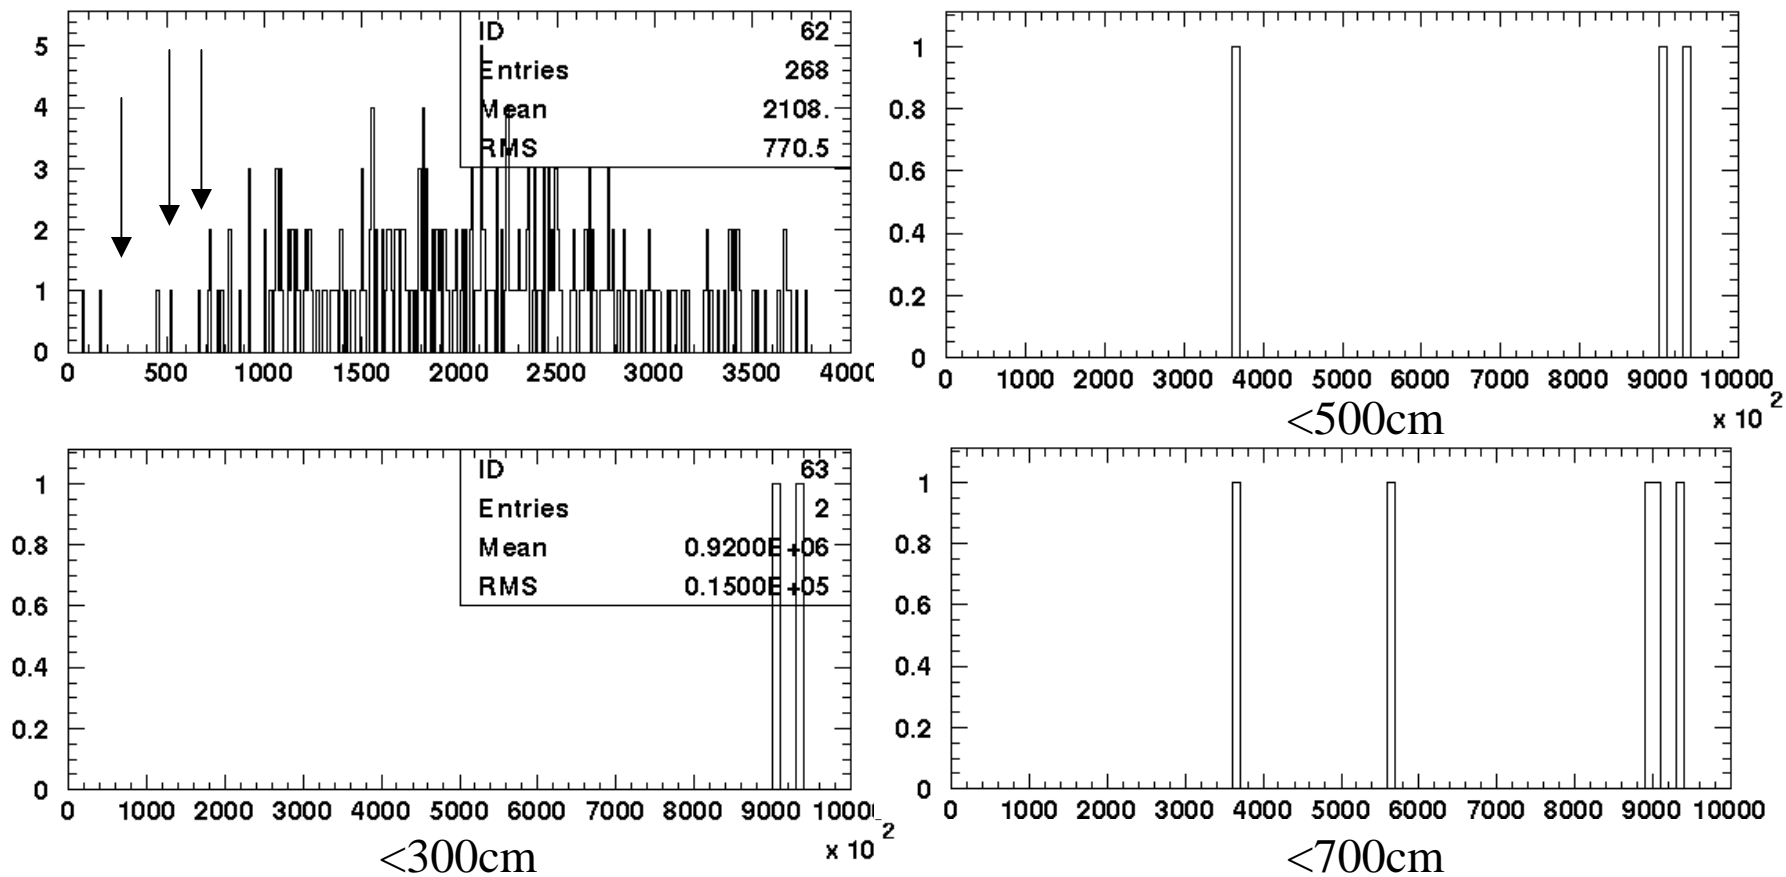 ID 62
Entries 268
Mean 2108.
RMS 770.5
5
4
3
2
1
0
0 500 1000 1500 2000 2500 3000 3500 4000
1
0.8
0.6
0.4
0.2
0
0 1000 2000 3000 4000 5000 6000 7000 8000 9000 10000
x 10 2
<500cm
ID 63
Entries 2
Mean 0.9200E+06
RMS 0.1500E+05
1
0.8
0.6
0.4
0.2
0
0 1000 2000 3000 4000 5000 6000 7000 8000 9000 10000
x 10 2
<300cm
1
0.8
0.6
0.4
0.2
0
0 1000 2000 3000 4000 5000 6000 7000 8000 9000 10000
<700cm